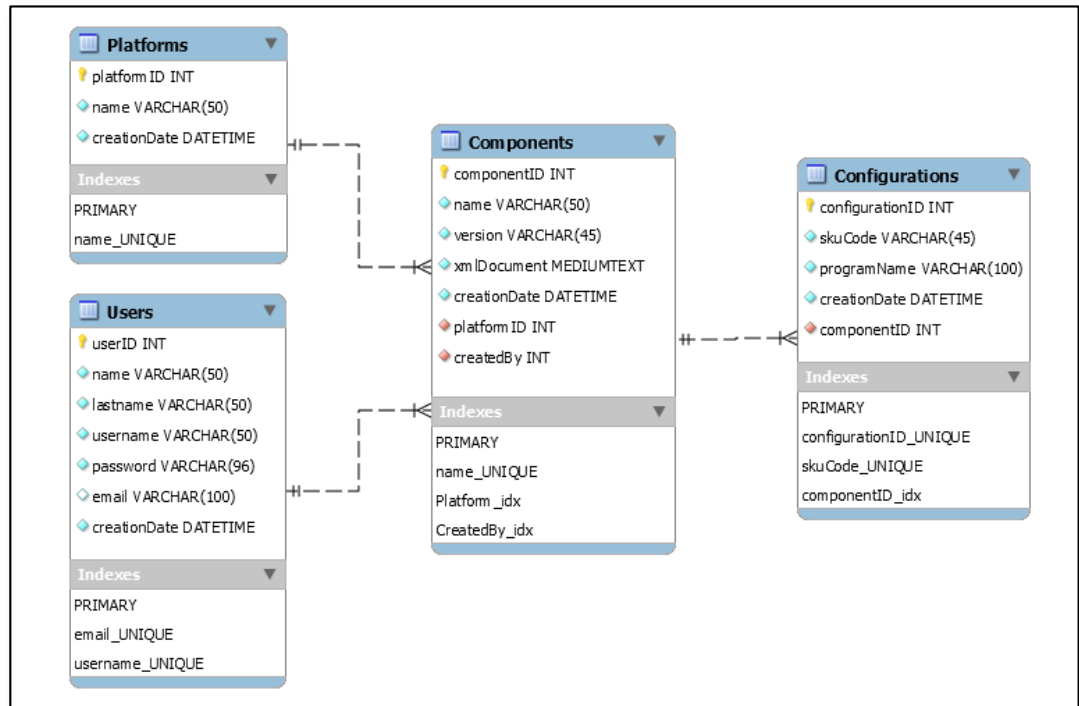 Platforms
platformID INT
name VARCHAR(50)
creationDate DATETIME
Indexes
PRIMARY
name_UNIQUE
Users
userID INT
name VARCHAR(50)
lastname VARCHAR(50)
username VARCHAR(50)
password VARCHAR(96)
email VARCHAR(100)
creationDate DATETIME
Indexes
PRIMARY
email_UNIQUE
username_UNIQUE
Components
componentID INT
name VARCHAR(50)
version VARCHAR(45)
xmlDocument MEDIUMTEXT
creationDate DATETIME
platformID INT
createdBy INT
Indexes
PRIMARY
name_UNIQUE
Platform_idx
CreatedBy_idx
Configurations
configurationID INT
skuCode VARCHAR(45)
programName VARCHAR(100)
creationDate DATETIME
componentID INT
Indexes
PRIMARY
configurationID_UNIQUE
skuCode_UNIQUE
componentID_idx